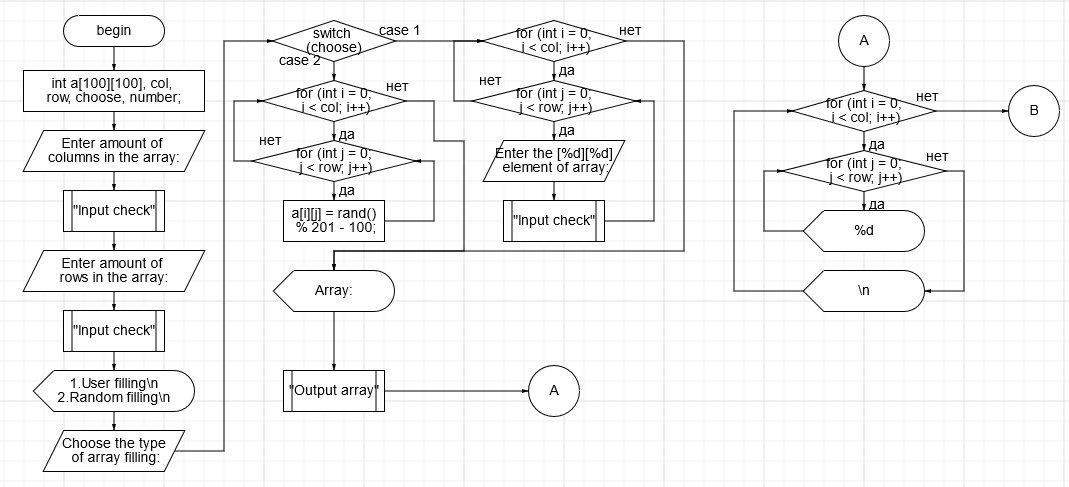 begin
int a[100][100], col,
row, choose, number;
Enter amount of
columns in the array:
"Input check"
Enter amount of
rows in the array:
"Input check"
1.User filling\n
2.Random filling\n
Choose the type
of array filling:
switch
(choose)
case 1
case 2
for (int i = 0,
i < col; i++)
нет
да
for (int j = 0;
j < row; j++)
нет
да
a[i][j] = rand()
% 201 - 100;
for (int i = 0,
i < col; i++)
нет
да
for (int j = 0;
j < row; j++)
нет
да
Enter the [%d][%d]
element of array:
"Input check"
Array:
"Output array"
A
A
for (int i = 0,
i < col; i++)
нет
B
да
for (int j = 0;
j < row; j++)
нет
да
%d
\n